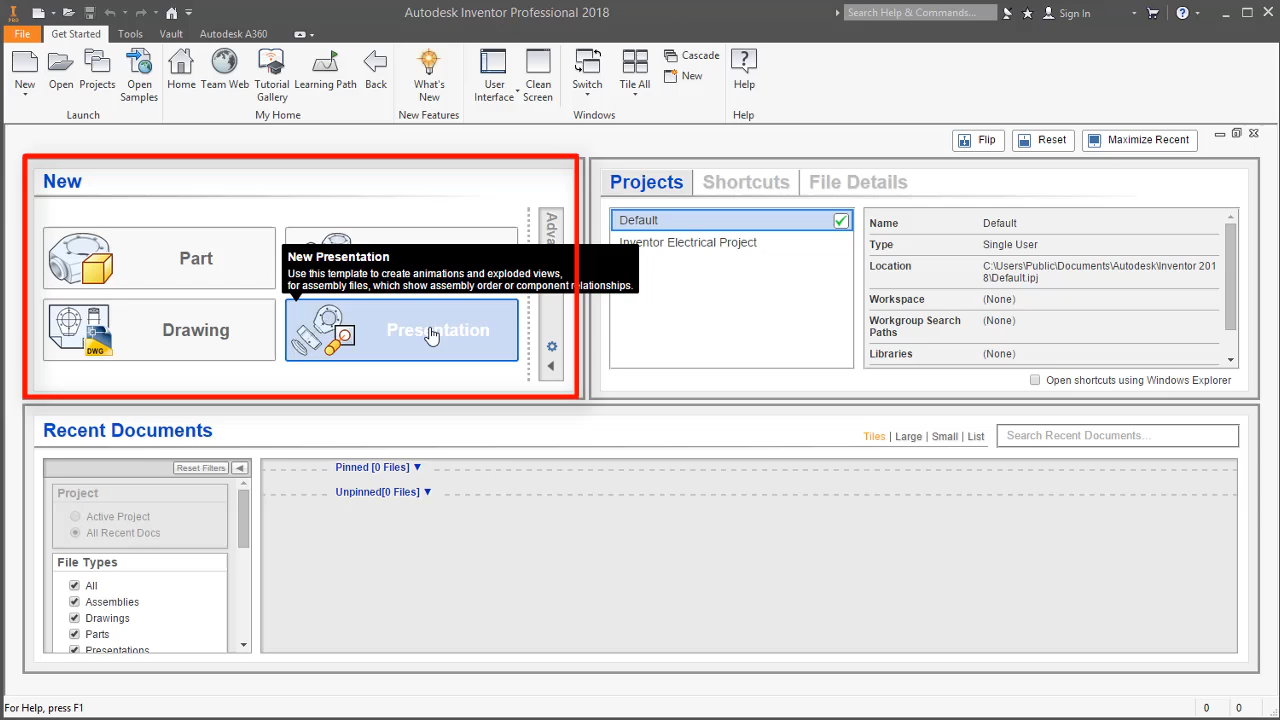 PRO
Autodesk Inventor Professional 2018
Search Help & Commands...
Sign In
File
Get Started
Tools
Vault
Autodesk A360
New
Open
Projects
Open
Samples
Home
Team Web
Tutorial
Gallery
Learning Path
Back
What's
New
User
Interface
Clean
Screen
Switch
Tile All
Cascade
New
Help
Launch
My Home
New Features
Windows
Help
Flip
Reset
Maximize Recent
New
Part
Drawing
DWG
Presentation
New Presentation
Use this template to create animations and exploded views,
for assembly files, which show assembly order or component relationships.
Projects
Shortcuts
File Details
Default
Inventor Electrical Project
Name Default
Type Single User
Location C:\Users\Public\Documents\Autodesk\Inventor 201
8\Default.ipj
Workspace (None)
Workgroup Search (None)
Paths
Libraries (None)
Open shortcuts using Windows Explorer
Recent Documents
Tiles | Large | Small | List
Search Recent Documents...
Reset Filters
Project
Active Project
All Recent Docs
File Types
All
Assemblies
Drawings
Parts
Presentations
Pinned [0 Files]
Unpinned[0 Files]
For Help, press F1
0 0